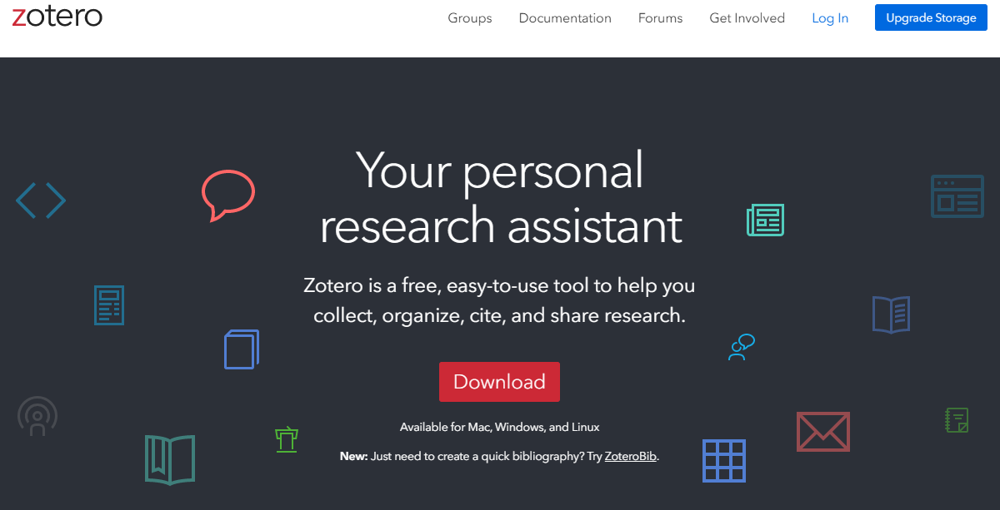 zotero
Groups Documentation Forums Get Involved Log In Upgrade Storage
Your personal
research assistant
Zotero is a free, easy-to-use tool to help you
collect, organize, cite, and share research.
Download
Available for Mac, Windows, and Linux
New: Just need to create a quick bibliography? Try ZoteroBib.